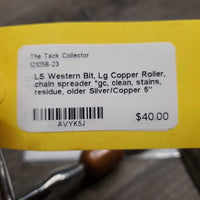 The Tack Collector
121056-23
LS Western Bit, Lg Copper Roller,
chain spreader *gc, clean, stains,
residue, older Silver/Copper 5"
AVYK5J
$40.00